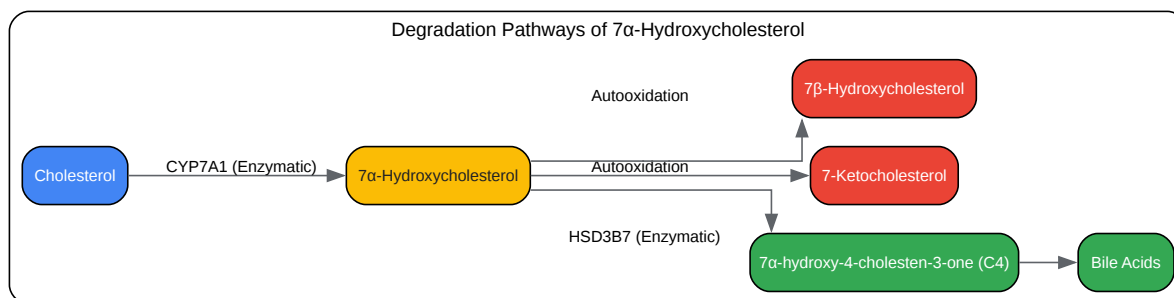 Degradation Pathways of 7α-Hydroxycholesterol
Autooxidation
7β-Hydroxycholesterol
Cholesterol
CYP7A1 (Enzymatic)
7α-Hydroxycholesterol
Autooxidation
7-Ketocholesterol
HSD3B7 (Enzymatic)
7α-hydroxy-4-cholesten-3-one (C4)
Bile Acids